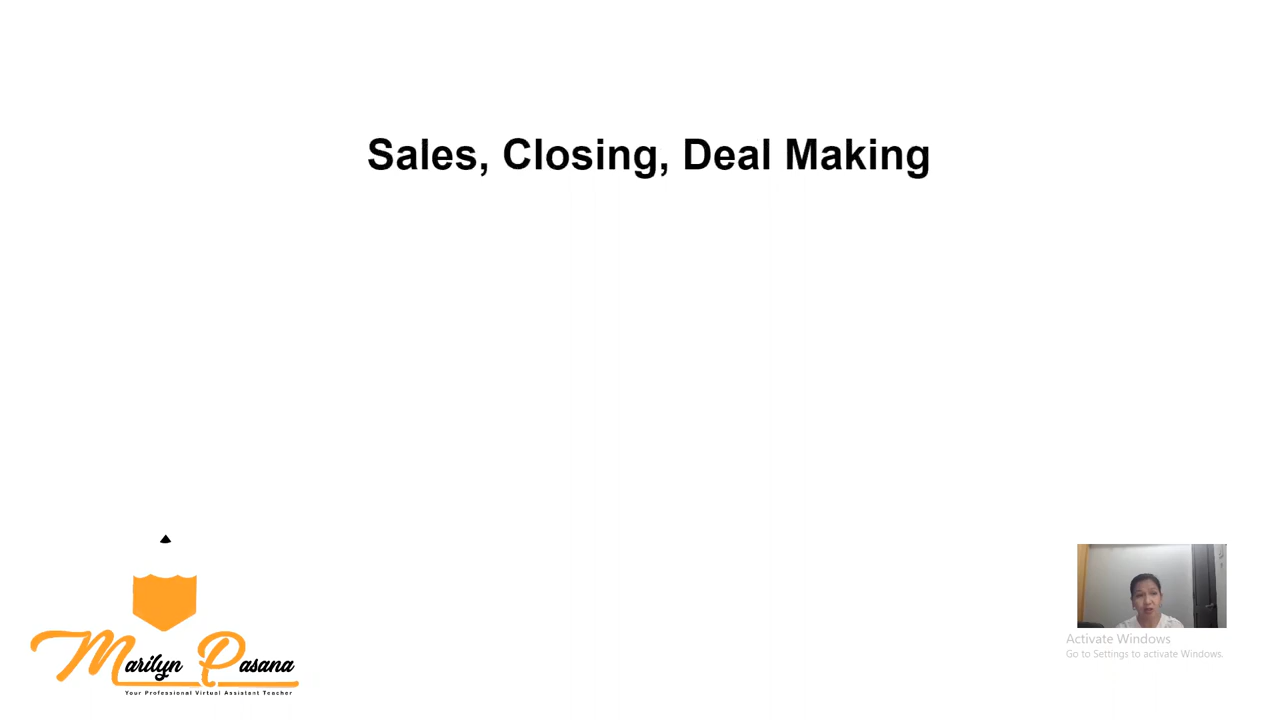 Sales, Closing, Deal Making
Marilyn Pasana
Your Professional Virtual Assistant Teacher
Activate Windows
Go to Settings to activate Windows.